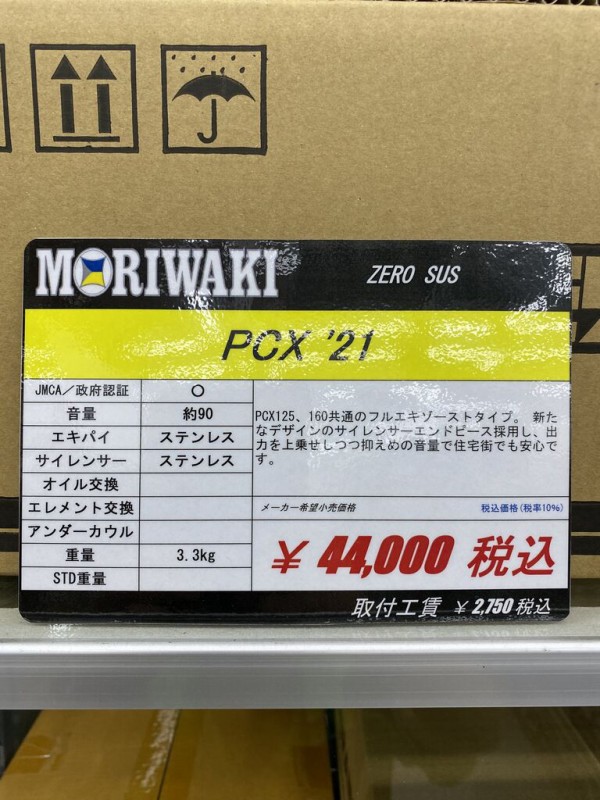 MORIWAKI ZERO SUS
PCX '21
JMCA／政府認証 ○
音量 約90
エキパイ ステンレス
サイレンサー ステンレス
オイル交換
エレメント交換
アンダーカウル
重量 3.3kg
STD重量
PCX125、160共通のフルエキゾーストタイプ。 新た
なデザインのサイレンサーエンドピース採用し、出
力を上乗せしつつ抑えめの音量で住宅街でも安心で
す。
メーカー希望小売価格 税込価格(税率10%)
￥ 44,000 税込
取付工賃 ￥ 2,750 税込